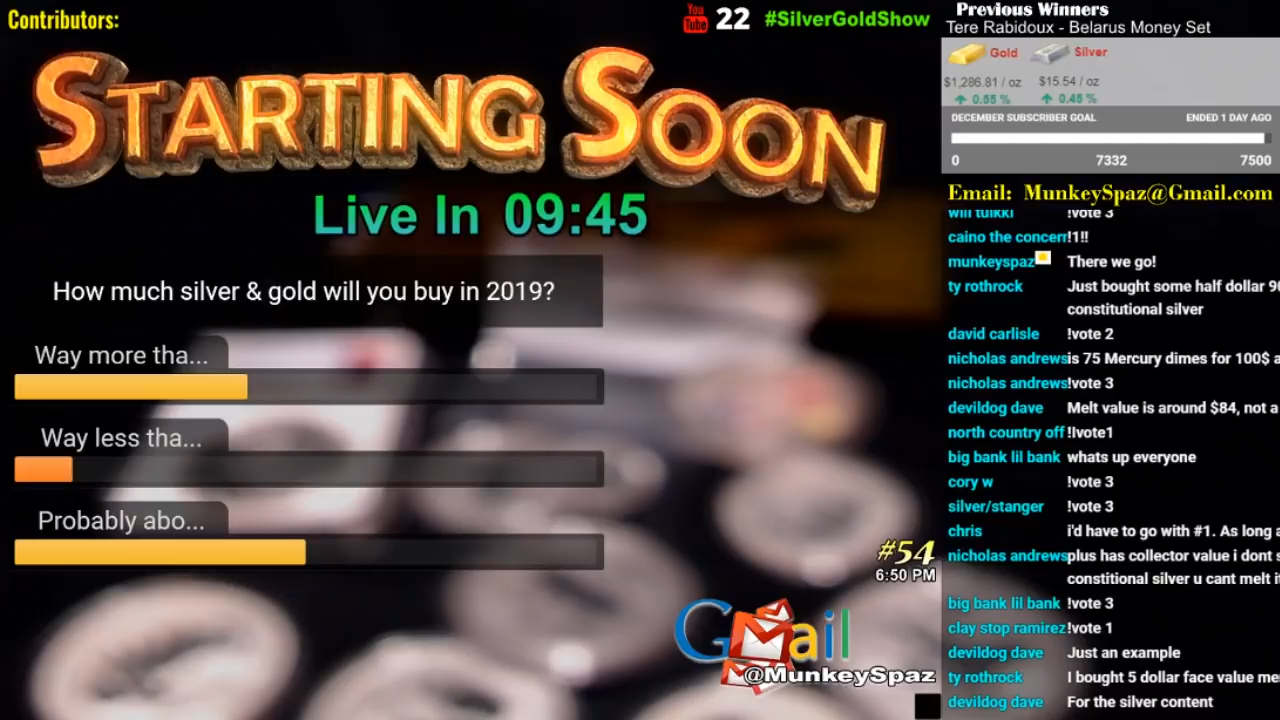 Contributors:
You Tube 22 #SilverGoldShow
STARTING SOON
Live In 09:45
How much silver & gold will you buy in 2019?
Way more tha...
Way less tha...
Probably abo...
#54
6:50 PM
Gmail
@MunkeySpaz
Previous Winners
Tere Rabidoux - Belarus Money Set
Gold Silver
$1,286.81 / oz $15.54 / oz
0.55 % 0.45 %
DECEMBER SUBSCRIBER GOAL ENDED 1 DAY AGO
0 7332 7500
Email: MunkeySpaz@Gmail.com
will tulkki !vote 3
caino the concerr !1!!
munkeyspaz There we go!
ty rothrock Just bought some half dollar 90
constitutional silver
david carlisle !vote 2
nicholas andrews is 75 Mercury dimes for 100$ a
nicholas andrews !vote 3
devildog dave Melt value is around $84, not a
north country off !!vote1
big bank lil bank whats up everyone
cory w !vote 3
silver/stanger !vote 3
chris i'd have to go with #1. As long a
nicholas andrews plus has collector value i dont s
constitional silver u cant melt i
big bank lil bank !vote 3
clay stop ramirez !vote 1
devildog dave Just an example
ty rothrock I bought 5 dollar face value me
devildog dave For the silver content